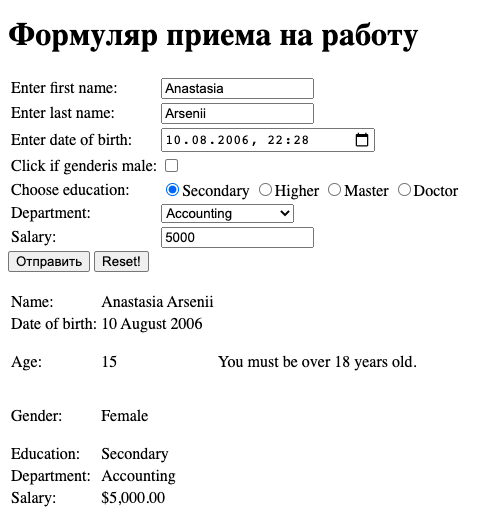 Формуляр приема на работу
Enter first name: Anastasia
Enter last name: Arsenii
Enter date of birth: 10.08.2006, 22:28
Click if genderis male:
Choose education: Secondary Higher Master Doctor
Department: Accounting
Salary: 5000
Отправить Reset!
Name: Anastasia Arsenii
Date of birth: 10 August 2006
Age: 15 You must be over 18 years old.
Gender: Female
Education: Secondary
Department: Accounting
Salary: $5,000.00